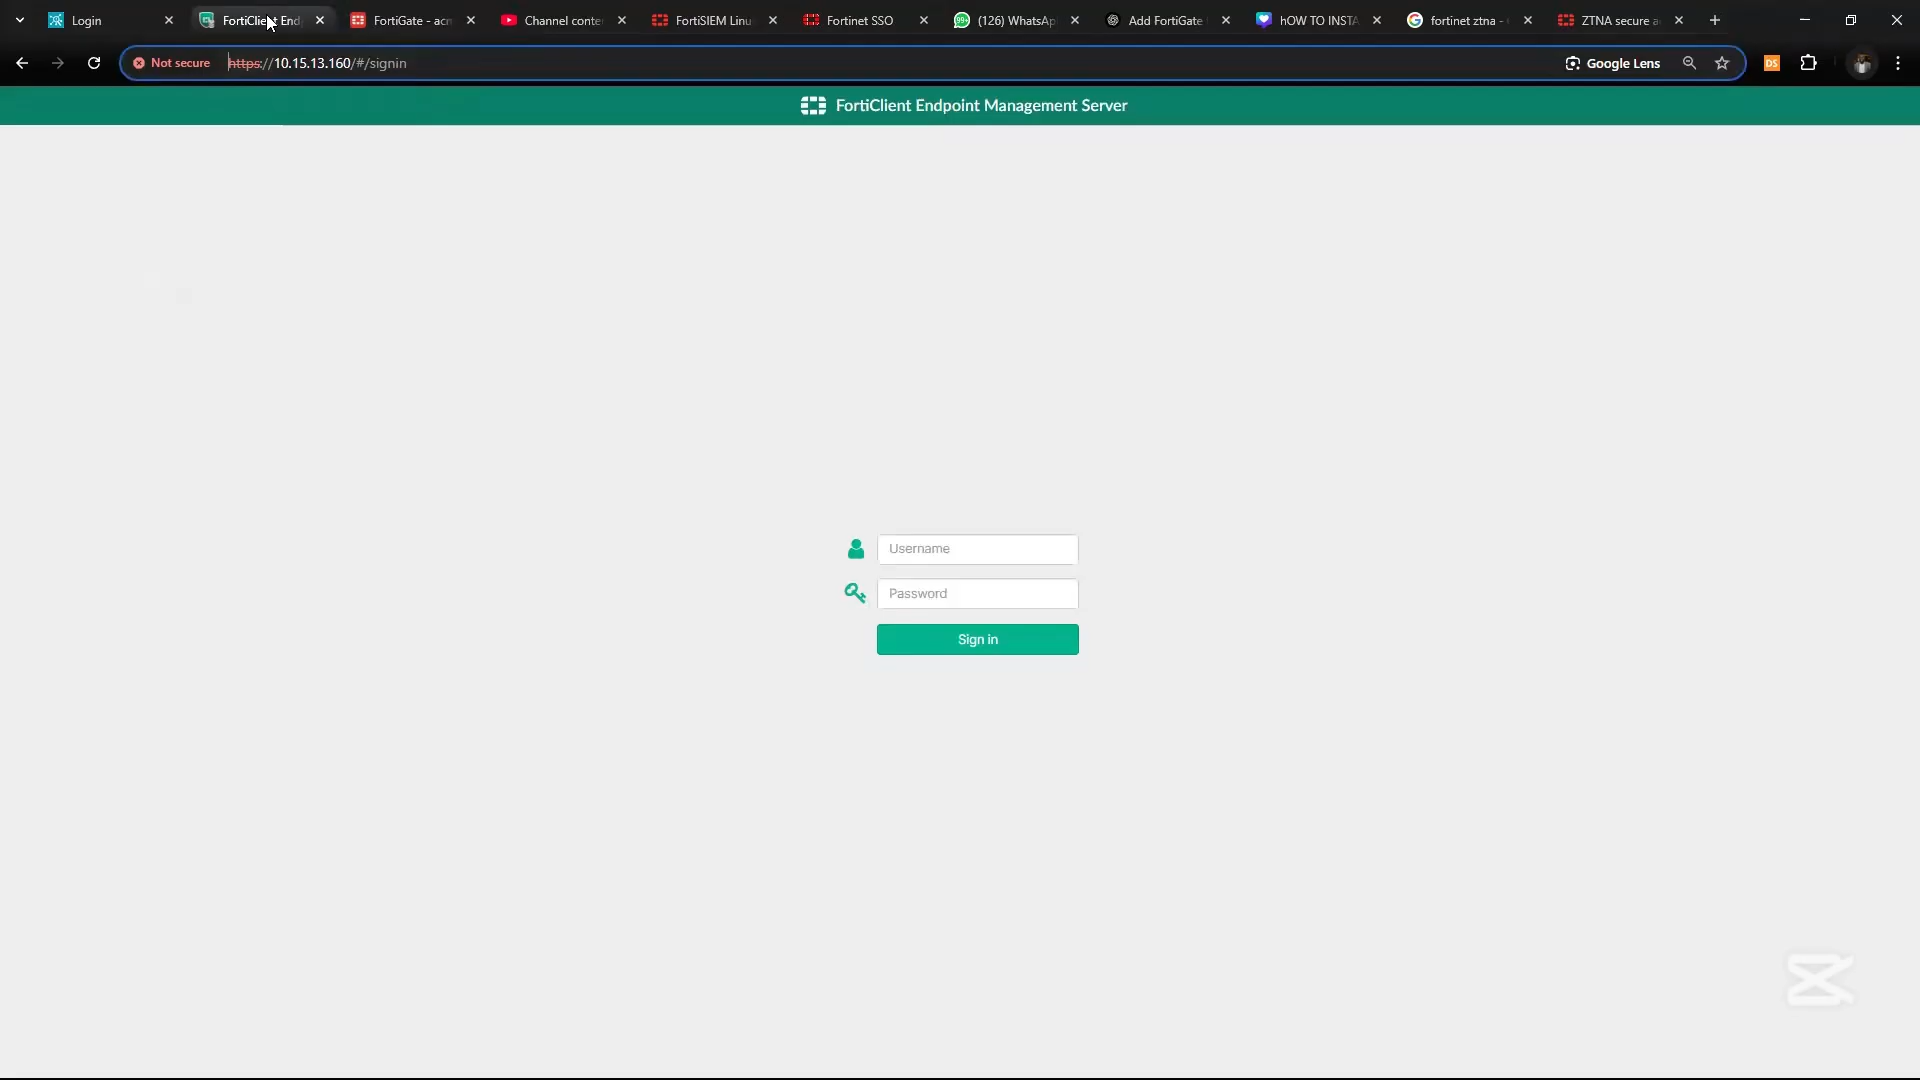 Login
FortiClient End
FortiGate - acm
Channel conte
FortiSIEM Linu
Fortinet SSO
(126) WhatsAp
Add FortiGate
hOW TO INSTA
fortinet ztna -
ZTNA secure a
Not secure
https://10.15.13.160/#/signin
Google Lens
DS
FortiClient Endpoint Management Server
Username
Password
Sign in